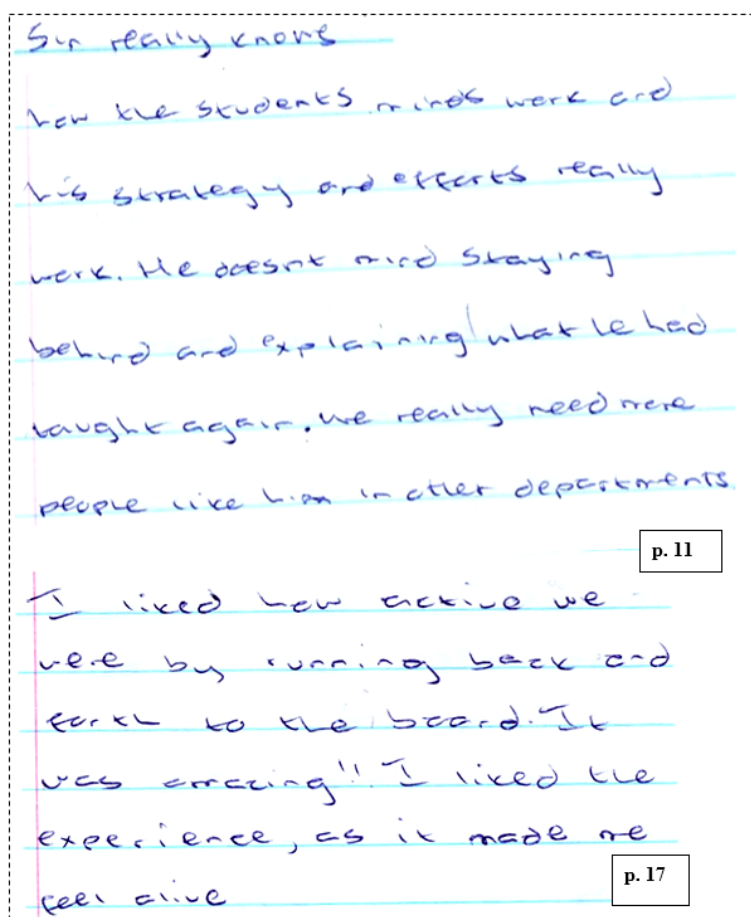 Sir really knows
how the students minds work and
his strategy and efforts really
work. He doesnt mind staying
behind and explaining what he had
taught again. We really need more
people like him in other departments
p. 11
I liked how active we
were by running back and
forth to the board. It
was amazing!! I liked the
experience, as it made me
feel alive
p. 17